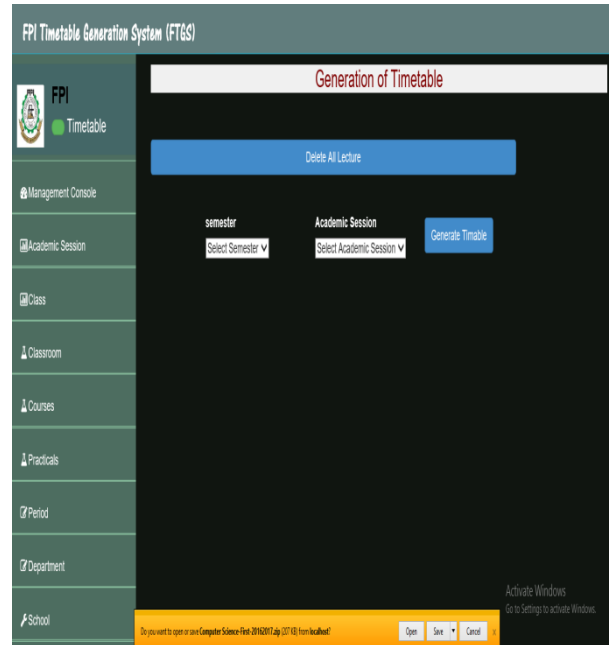 FPI Timetable Generation System (FTGS)
FPI
Timetable
Management Console
Academic Session
Class
Classroom
Courses
Practicals
Period
Department
School
Generation of Timetable
Delete All Lecture
semester
Select Semester
Academic Session
Select Academic Session
Generate Timable
Activate Windows
Go to Settings to activate Windows.
Do you want to open or save Computer Science-First-20162017.zip (207 KB) from localhost?
Open
Save
Cancel
x